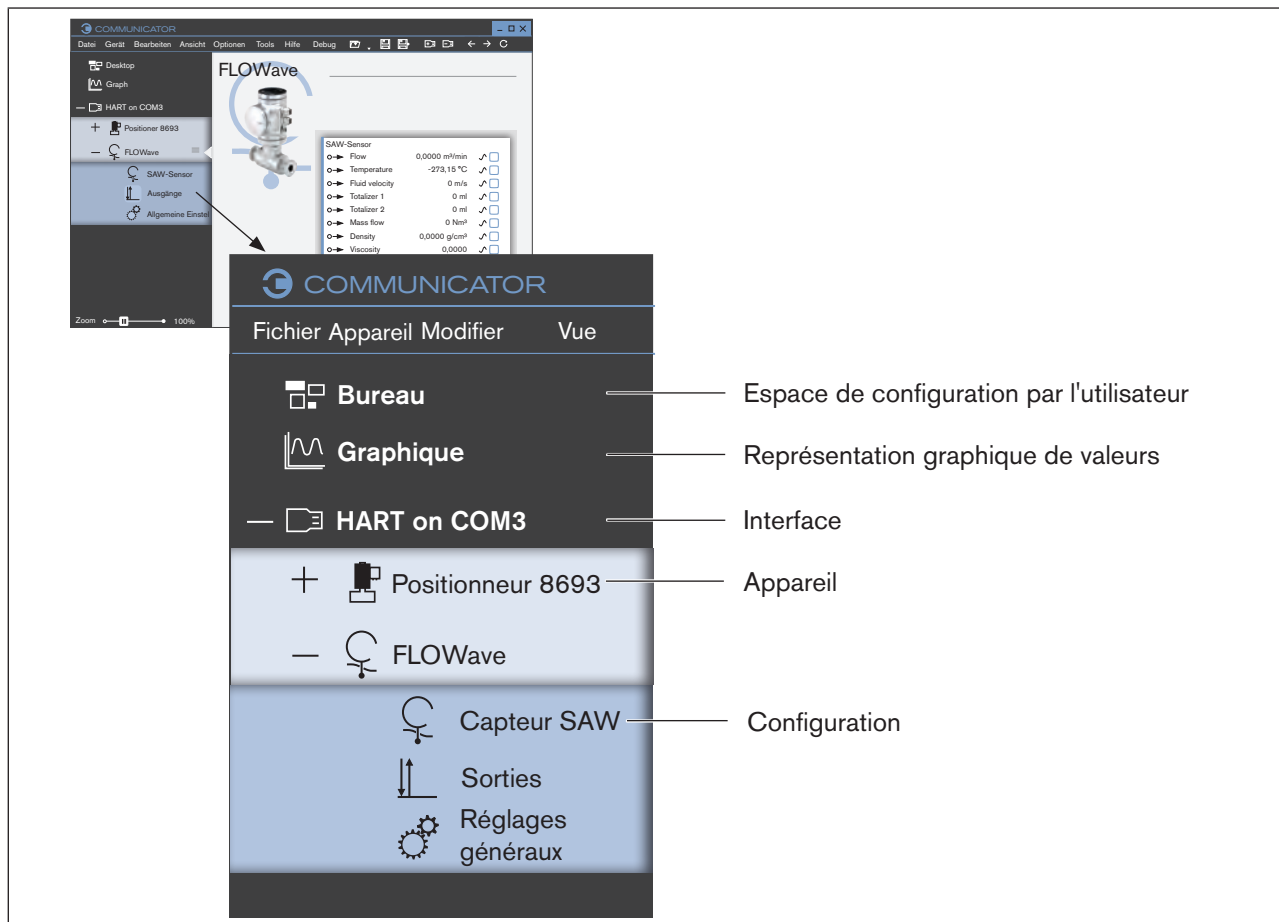 COMMUNICATOR
Datei Gerät Bearbeiten Ansicht Optionen Tools Hilfe Debug
Desktop
Graph
HART on COM3
Positioner 8693
FLOWave
SAW-Sensor
Ausgänge
Allgemeine Einstel
Zoom 100%
FLOWave
SAW-Sensor
Flow 0,0000 m³/min
Temperature -273,15 °C
Fluid velocity 0 m/s
Totalizer 1 0 ml
Totalizer 2 0 ml
Mass flow 0 Nm³
Density 0,0000 g/cm³
Viscosity 0,0000
COMMUNICATOR
Fichier Appareil Modifier Vue
Bureau Espace de configuration par l'utilisateur
Graphique Représentation graphique de valeurs
HART on COM3 Interface
Positionneur 8693 Appareil
FLOWave
Capteur SAW Configuration
Sorties
Réglages
généraux